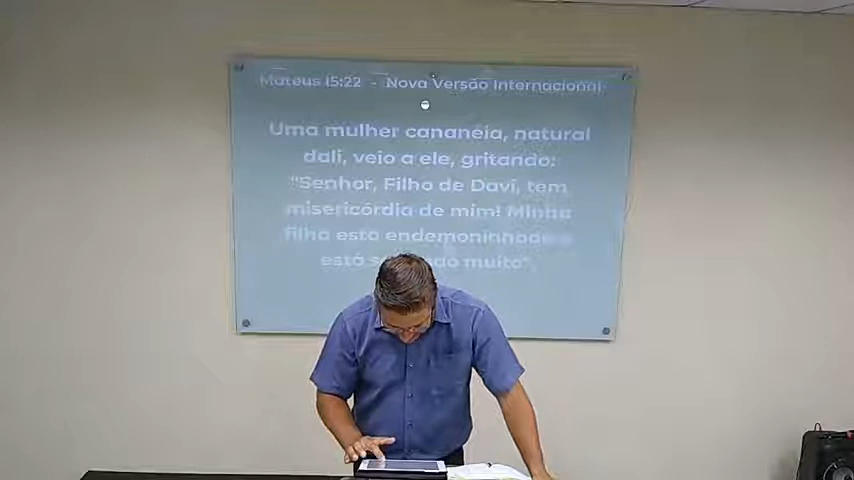 Mateus 15:22 - Nova Versão Internacional
Uma mulher cananéia, natural
dali, veio a ele, gritando:
"Senhor, Filho de Davi, tem
misericórdia de mim! Minha
filha está endemoninhada e
está muito".